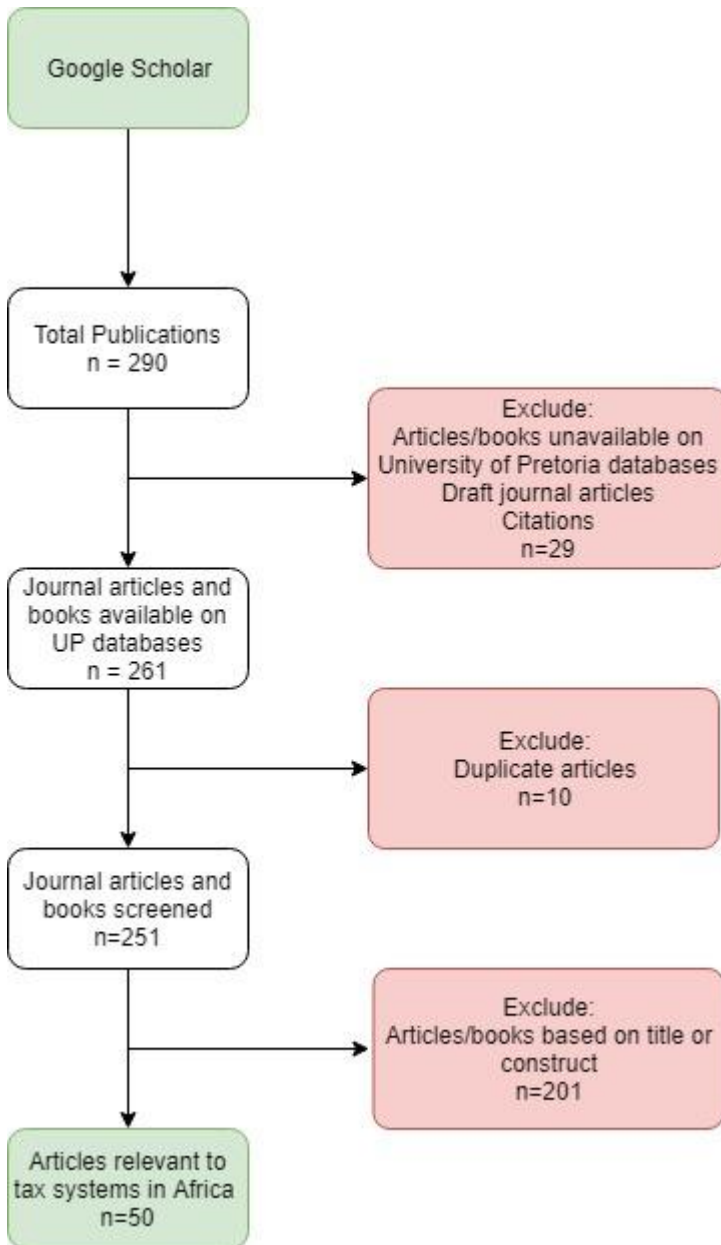 Google Scholar
Total Publications
n = 290
Exclude:
Articles/books unavailable on
University of Pretoria databases
Draft journal articles
Citations
n=29
Journal articles and
books available on
UP databases
n = 261
Exclude:
Duplicate articles
n=10
Journal articles and
books screened
n=251
Exclude:
Articles/books based on title or
construct
n=201
Articles relevant to
tax systems in Africa
n=50